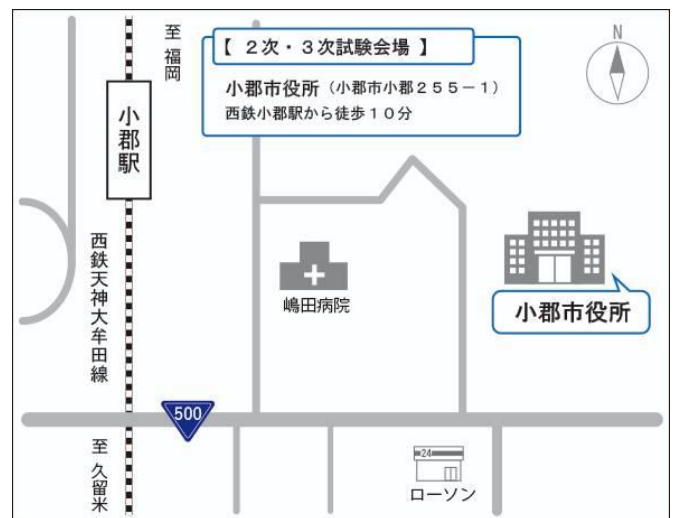 【 2次・3次試験会場 】
小郡市役所(小郡市小郡255−1)
西鉄小郡駅から徒歩10分
N
至 福岡
小郡駅
西鉄天神大牟田線
嶋田病院
小郡市役所
500
至 久留米
24
ローソン